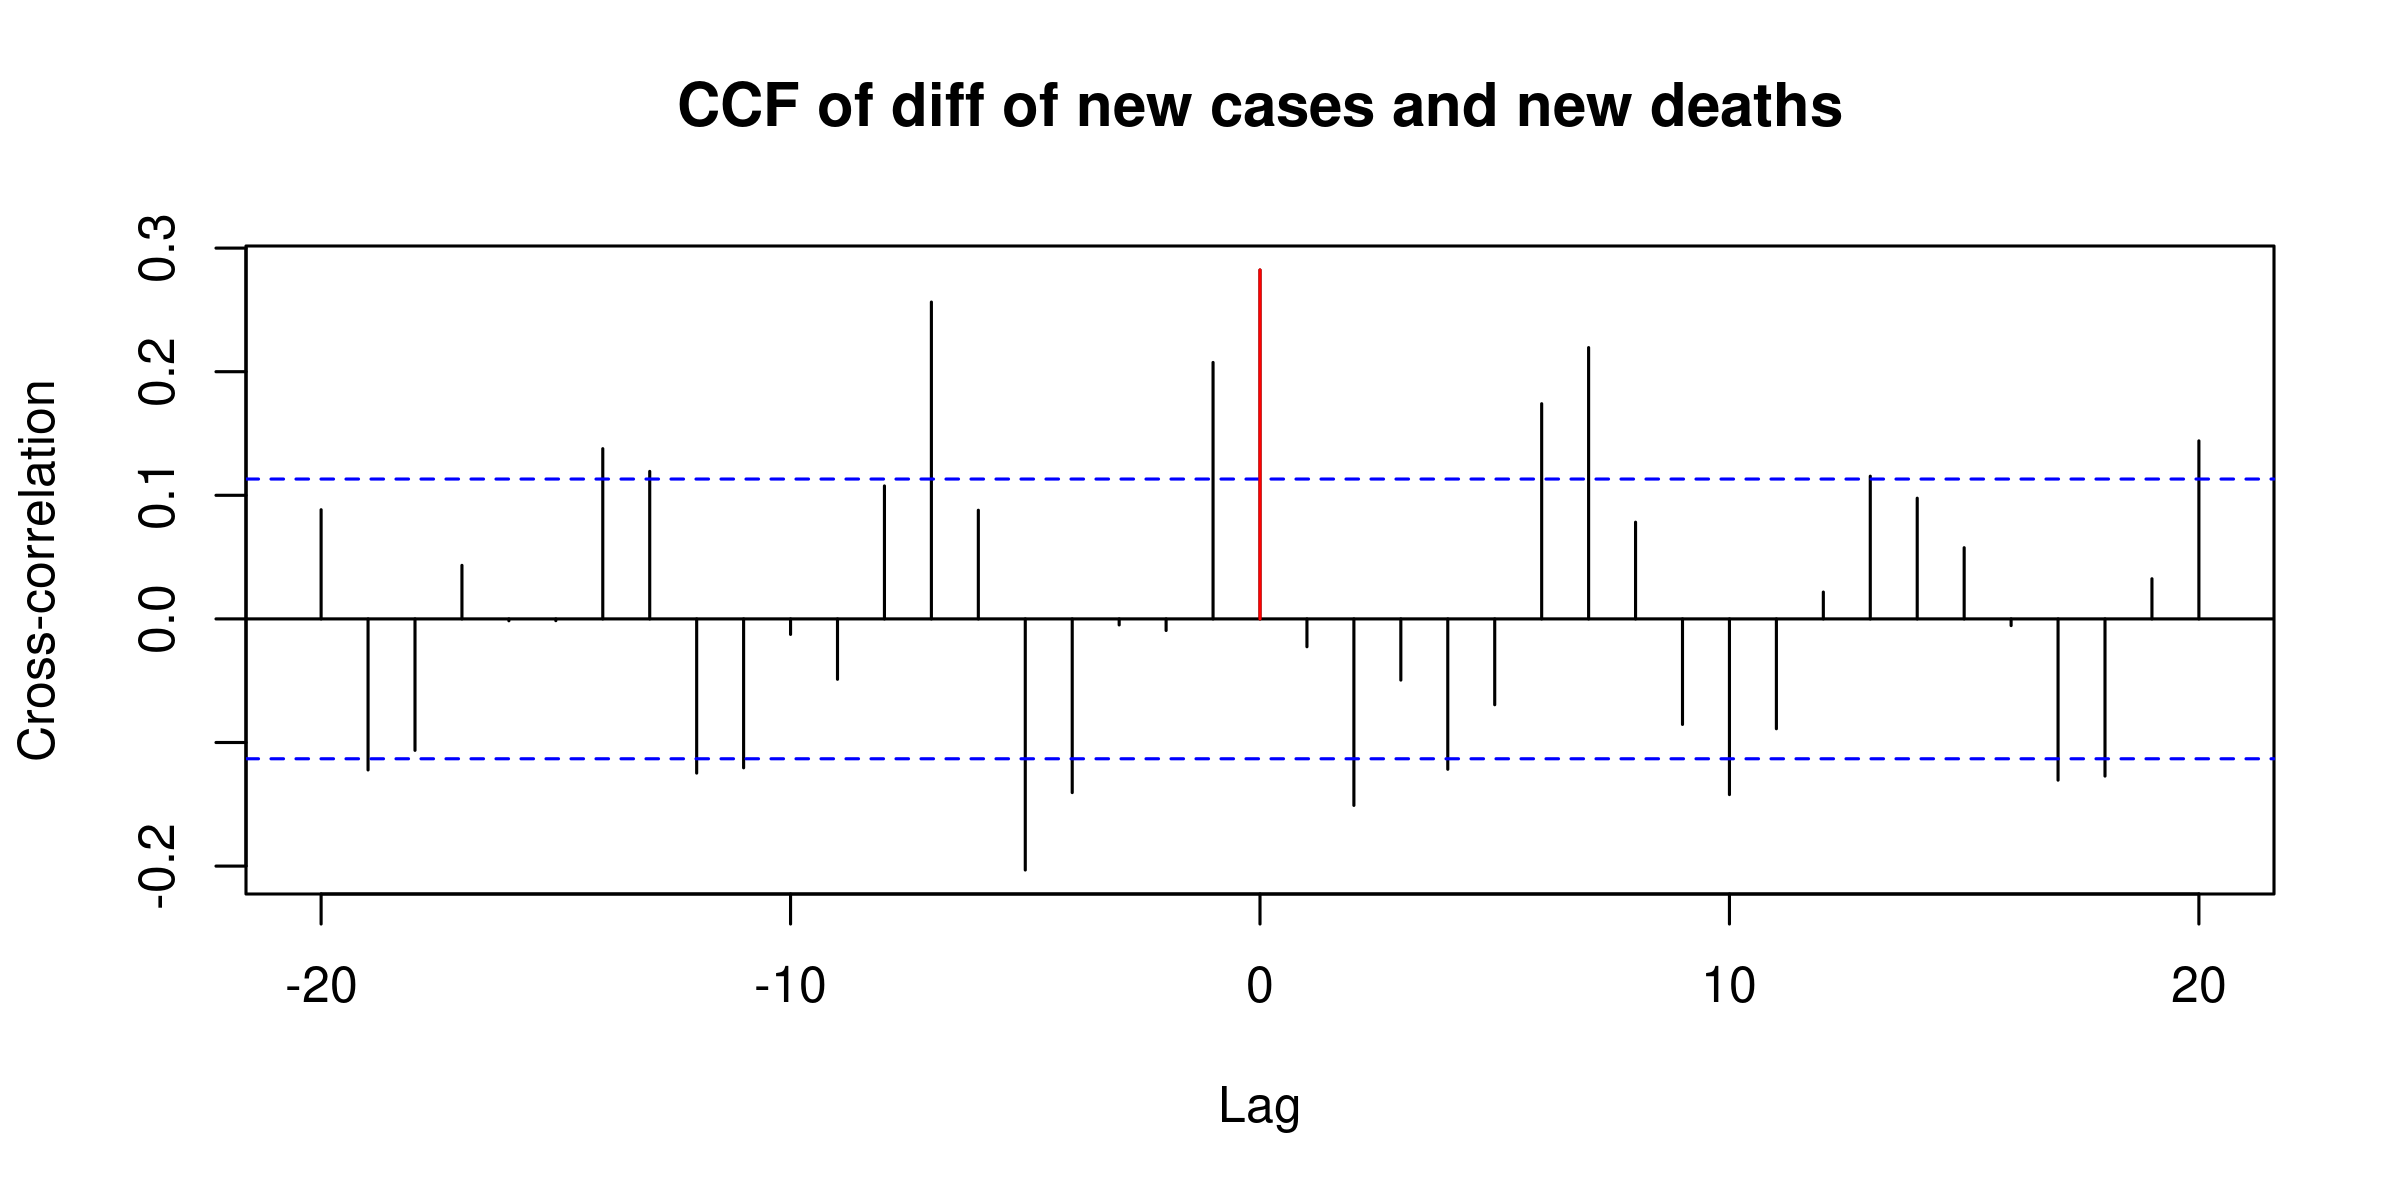 CCF of diff of new cases and new deaths
Cross-correlation
0.3
0.2
0.1
0.0
-0.2
-20 -10 0 10 20
Lag